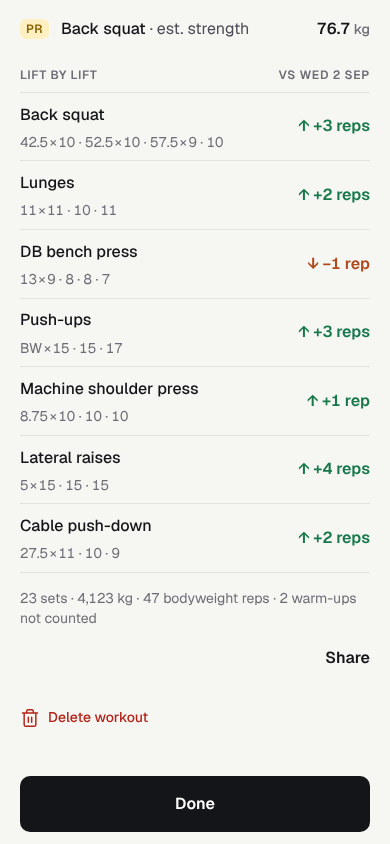 PR Back squat · est. strength 76.7 kg
LIFT BY LIFT VS WED 2 SEP
Back squat
42.5×10 · 52.5×10 · 57.5×9 · 10
↑ +3 reps
Lunges
11×11 · 10 · 11
↑ +2 reps
DB bench press
13×9 · 8 · 8 · 7
↓ −1 rep
Push-ups
BW×15 · 15 · 17
↑ +3 reps
Machine shoulder press
8.75×10 · 10 · 10
↑ +1 rep
Lateral raises
5×15 · 15 · 15
↑ +4 reps
Cable push-down
27.5×11 · 10 · 9
↑ +2 reps
23 sets · 4,123 kg · 47 bodyweight reps · 2 warm-ups
not counted
Share
Delete workout
Done